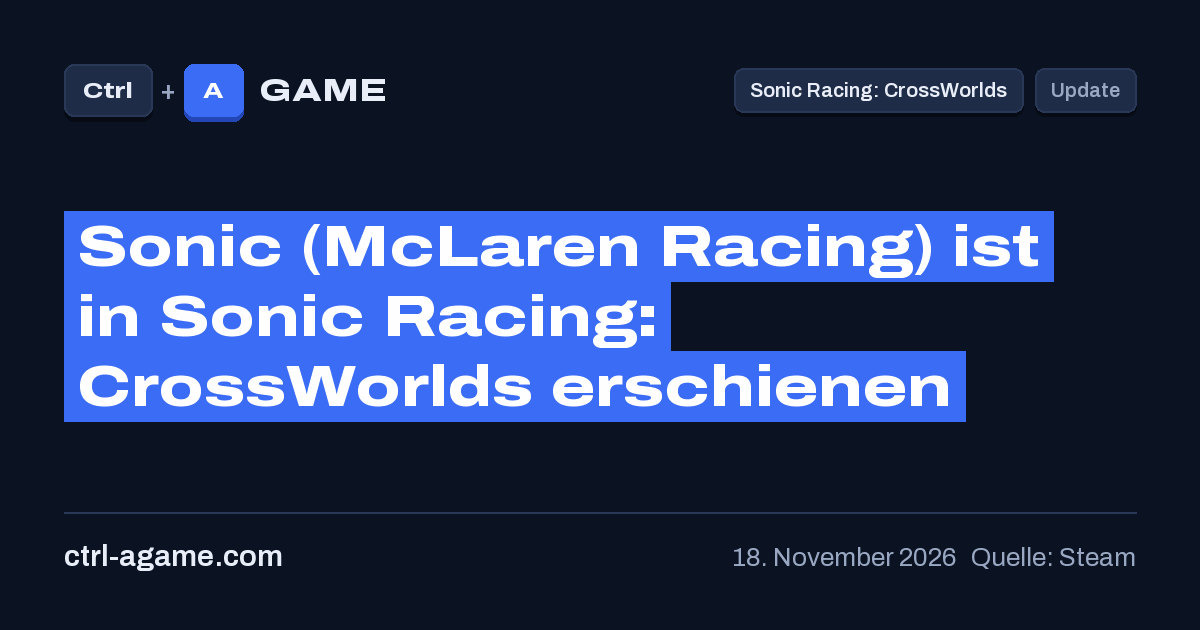 Ctrl + A GAME
Sonic Racing: CrossWorlds Update
Sonic (McLaren Racing) ist
in Sonic Racing:
CrossWorlds erschienen
ctrl-agame.com
18. November 2026 Quelle: Steam